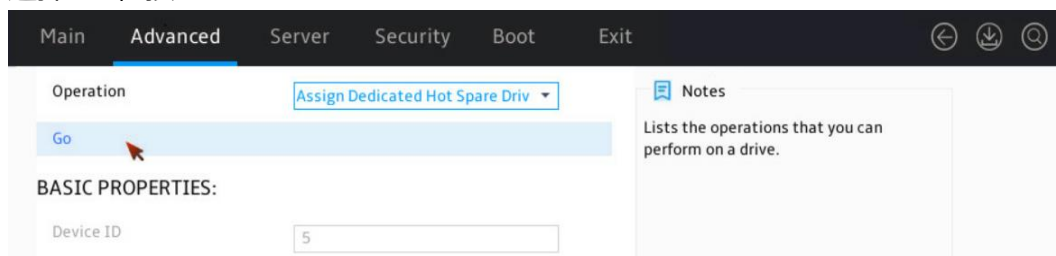 Main Advanced Server Security Boot Exit
Operation
Assign Dedicated Hot Spare Driv
Go
BASIC PROPERTIES:
Device ID
5
Notes
Lists the operations that you can
perform on a drive.